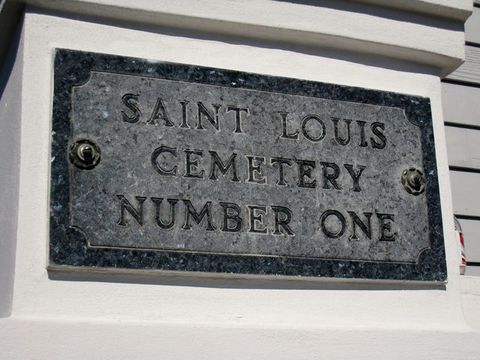 SAINT LOUIS
CEMETERY
NUMBER ONE